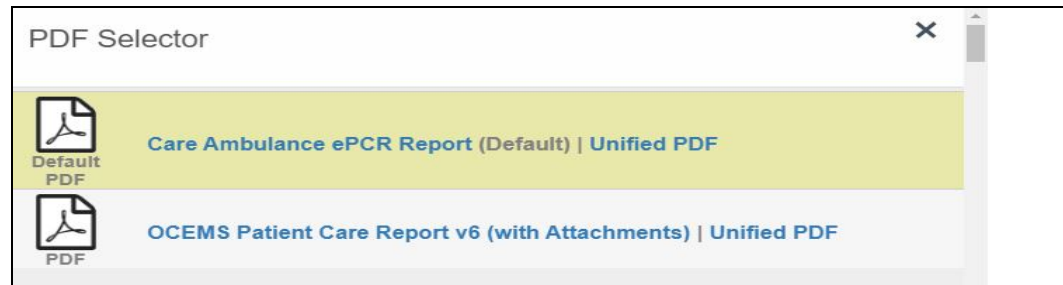 PDF Selector
×
Default
PDF
Care Ambulance ePCR Report (Default) | Unified PDF
PDF
OCEMS Patient Care Report v6 (with Attachments) | Unified PDF